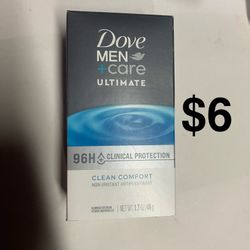 Dove
MEN
+care
ULTIMATE
$6
96H CLINICAL PROTECTION
CLEAN COMFORT
NON-IRRITANT ANTIPERSPIRANT
NET WT. 1.7 OZ (48 g)